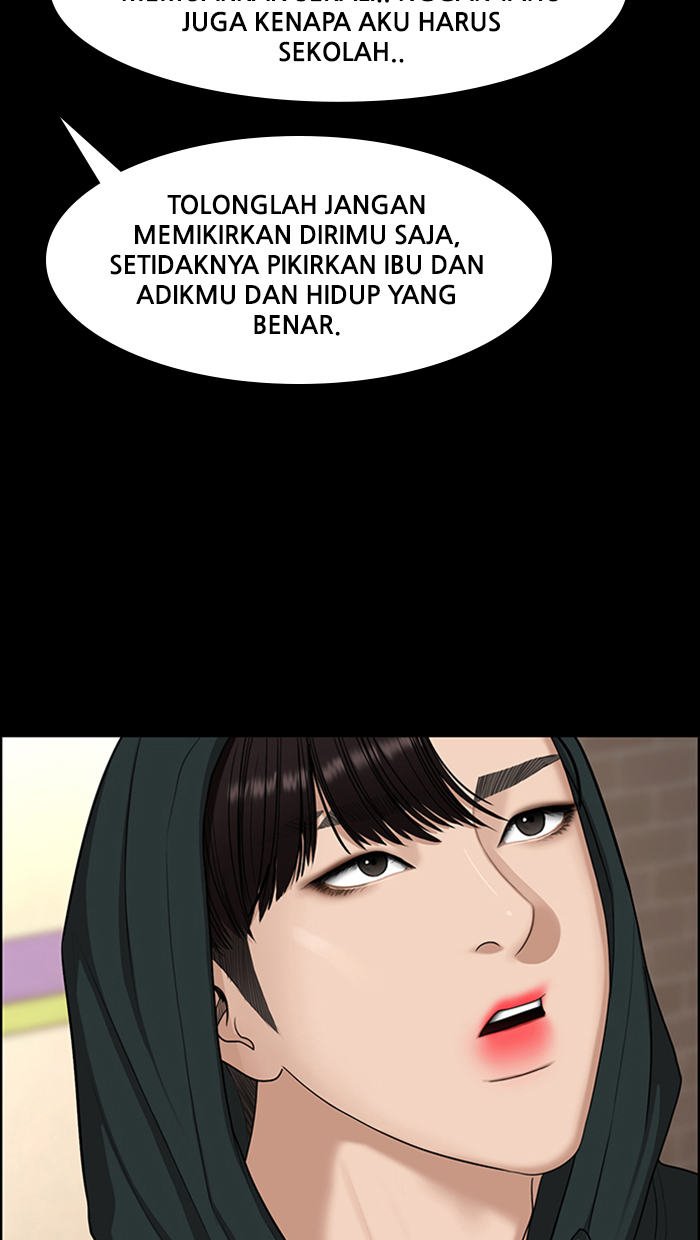 JUGA KENAPA AKU HARUS
SEKOLAH..
TOLONGLAH JANGAN
MEMIKIRKAN DIRIMU SAJA,
SETIDAKNYA PIKIRKAN IBU DAN
ADIKMU DAN HIDUP YANG
BENAR.